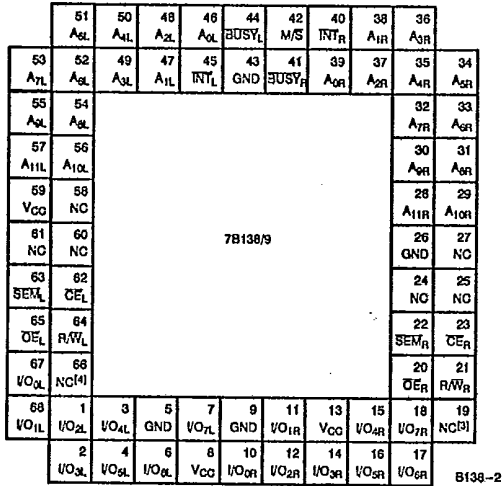 51 50 48 46 44 42 40 38 36
A5L A4L A2L A0L BUSYL M/S INTR A1R A3R
53 52 49 47 45 43 41 39 37 35 34
A7L A6L A3L A1L INTL GND BUSYR A0R A2R A4R A5R
55 54 32 33
A9L A8L A7R A6R
57 56 30 31
A11L A10L A9R A8R
59 58 28 29
VCC NC A11R A10R
61 60 7B138/9 26 27
NC NC GND NC
63 62 24 25
SEML CEL NC NC
65 64 22 23
OEL R/WL SEMR CER
67 66 20 21
I/O0L NC[4] OER R/WR
68 1 3 5 7 9 11 13 15 18 19
I/O1L I/O2L I/O4L GND I/O7L GND I/O1R VCC I/O4R I/O7R NC[3]
2 4 6 8 10 12 14 16 17
I/O3L I/O5L I/O6L VCC I/O0R I/O2R I/O3R I/O5R I/O6R
B138–2